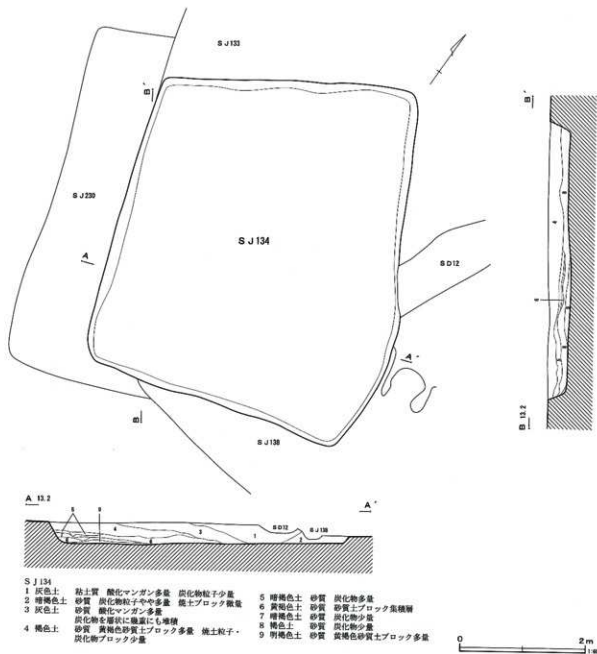 SJ133
B'
SJ230
SJ134
A
SD12
A'
B
SJ138
B'
B 13.2
A 13.2
A'
SD12
SJ138
SJ134
1 灰色土 粘土質 酸化マンガン多量 炭化物粒子少量
2 暗褐色土 砂質 炭化物粒子やや多量 焼土ブロック微量
3 灰色土 砂質 酸化マンガン多量
炭化物を層状に幾重にも堆積
4 褐色土 砂質 黄褐色砂質土ブロック多量 焼土粒子・
炭化物ブロック少量
5 暗褐色土 砂質 炭化物多量
6 黄褐色土 砂質 砂質土ブロック集積層
7 暗褐色土 砂質 炭化物少量
8 褐色土 砂質 炭化物少量
9 明褐色土 砂質 黄褐色砂質土ブロック多量
0 2m